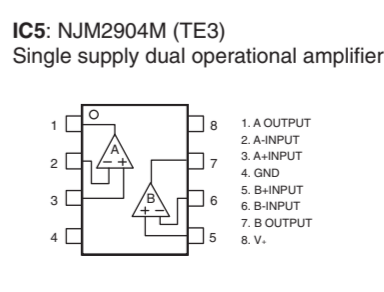 IC5: NJM2904M (TE3)
Single supply dual operational amplifier
1
2
3
4
8
7
6
5
A
- +
B
+ -
1. A OUTPUT
2. A-INPUT
3. A+INPUT
4. GND
5. B+INPUT
6. B-INPUT
7. B OUTPUT
8. V+